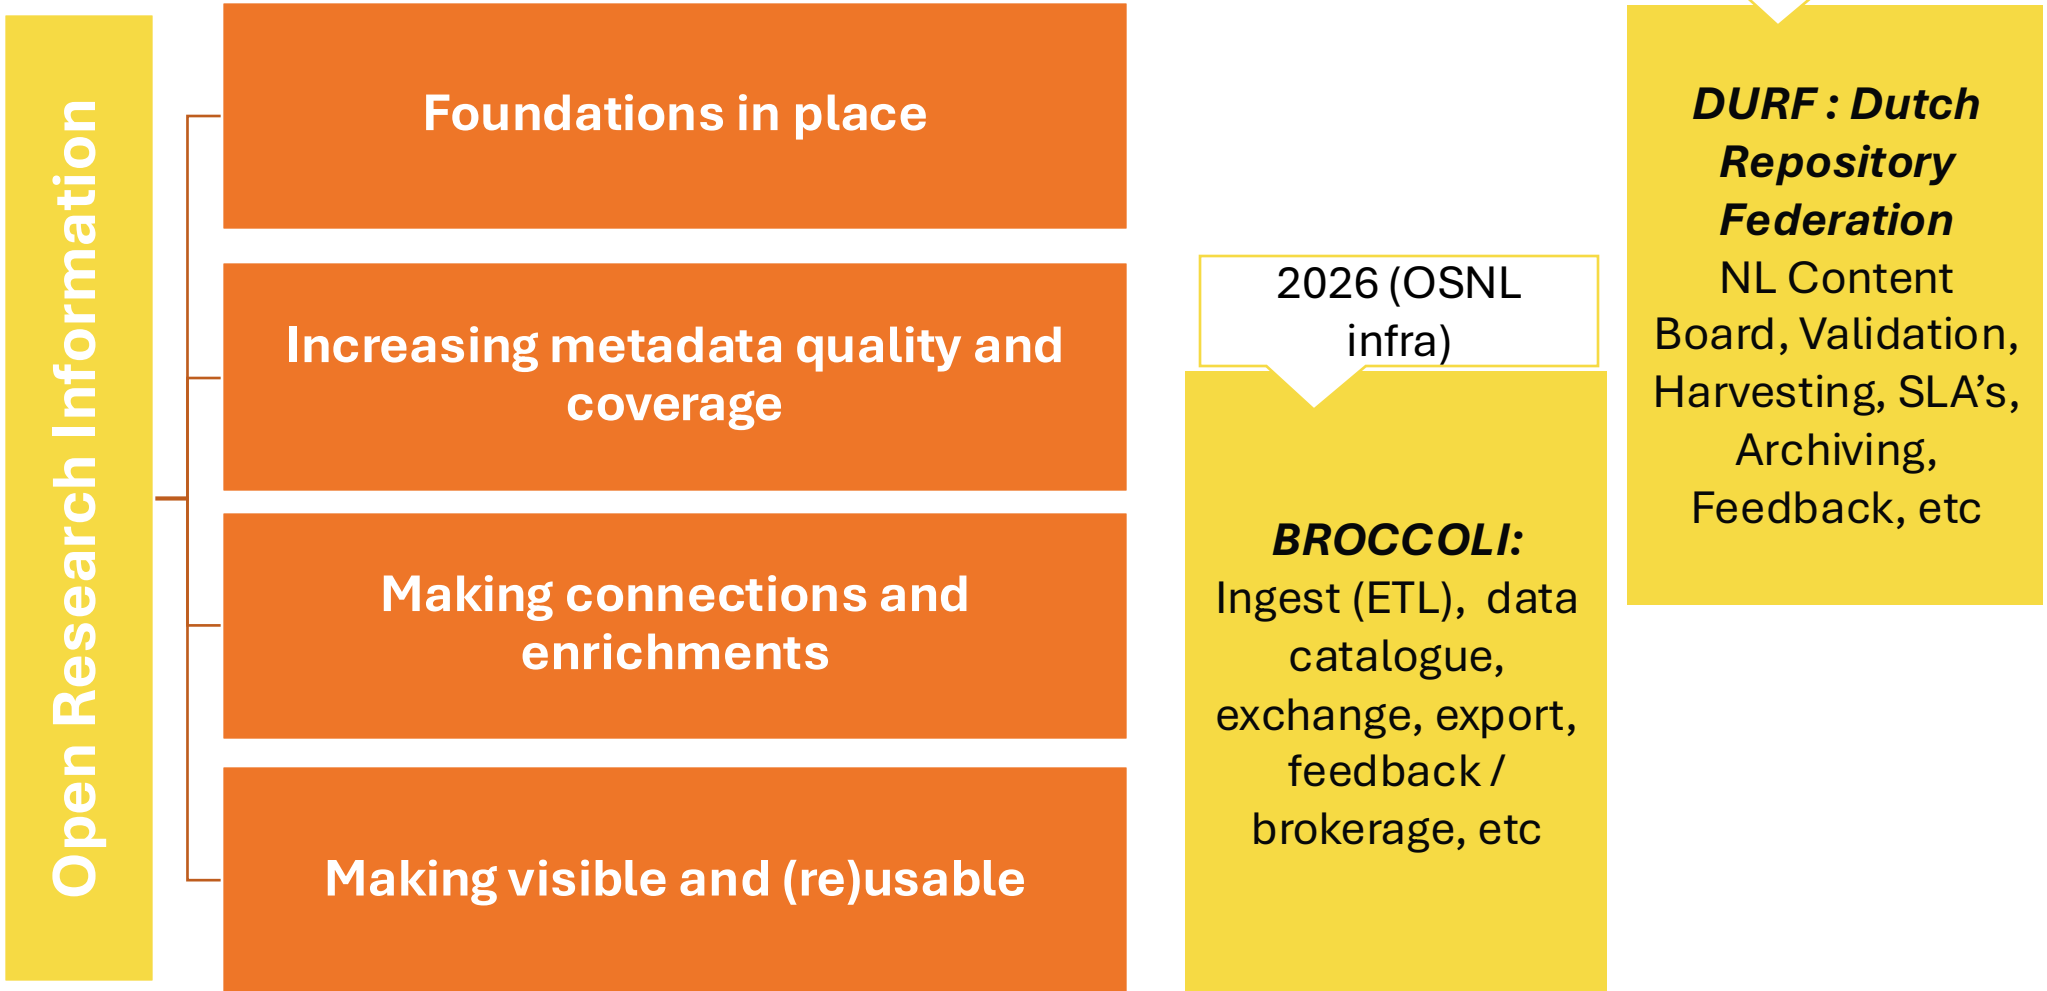 Open Research Information
Foundations in place
Increasing metadata quality and
coverage
Making connections and
enrichments
Making visible and (re)usable
2026 (OSNL
infra)
BROCCOLI:
Ingest (ETL), data
catalogue,
exchange, export,
feedback /
brokerage, etc
DURF : Dutch
Repository
Federation
NL Content
Board, Validation,
Harvesting, SLA’s,
Archiving,
Feedback, etc